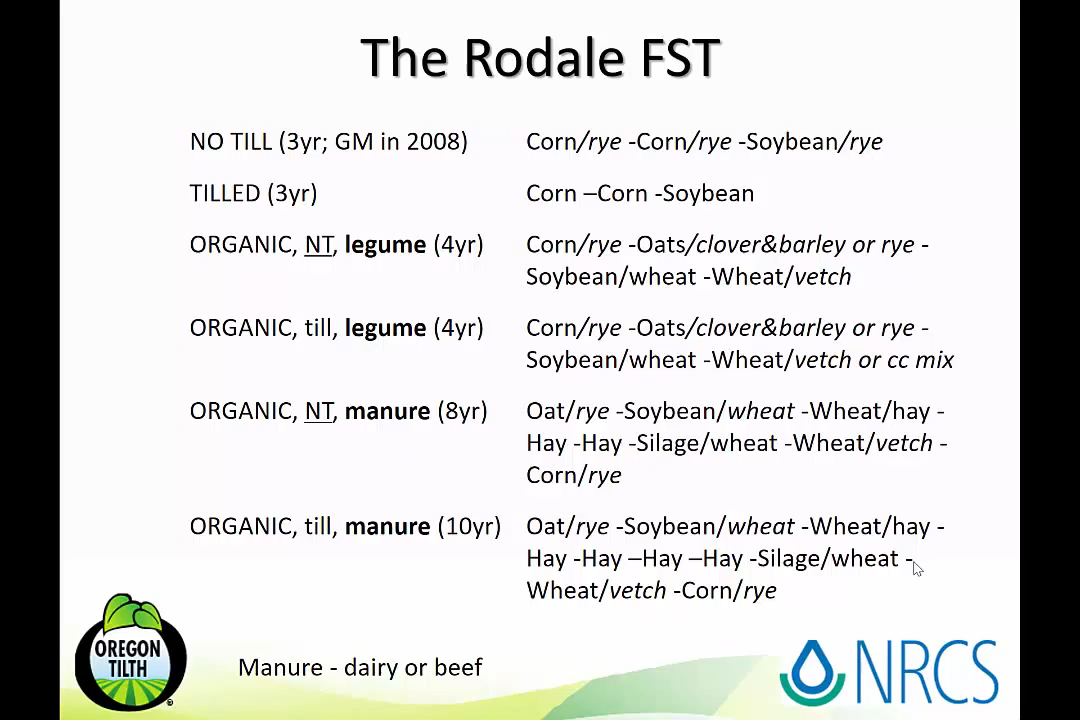 The Rodale FST
NO TILL (3yr; GM in 2008) Corn/rye -Corn/rye -Soybean/rye
TILLED (3yr) Corn –Corn -Soybean
ORGANIC, NT, legume (4yr) Corn/rye -Oats/clover&barley or rye -
Soybean/wheat -Wheat/vetch
ORGANIC, till, legume (4yr) Corn/rye -Oats/clover&barley or rye -
Soybean/wheat -Wheat/vetch or cc mix
ORGANIC, NT, manure (8yr) Oat/rye -Soybean/wheat -Wheat/hay -
Hay -Hay -Silage/wheat -Wheat/vetch -
Corn/rye
ORGANIC, till, manure (10yr) Oat/rye -Soybean/wheat -Wheat/hay -
Hay -Hay –Hay –Hay -Silage/wheat -
Wheat/vetch -Corn/rye
OREGON
TILTH
Manure - dairy or beef
NRCS